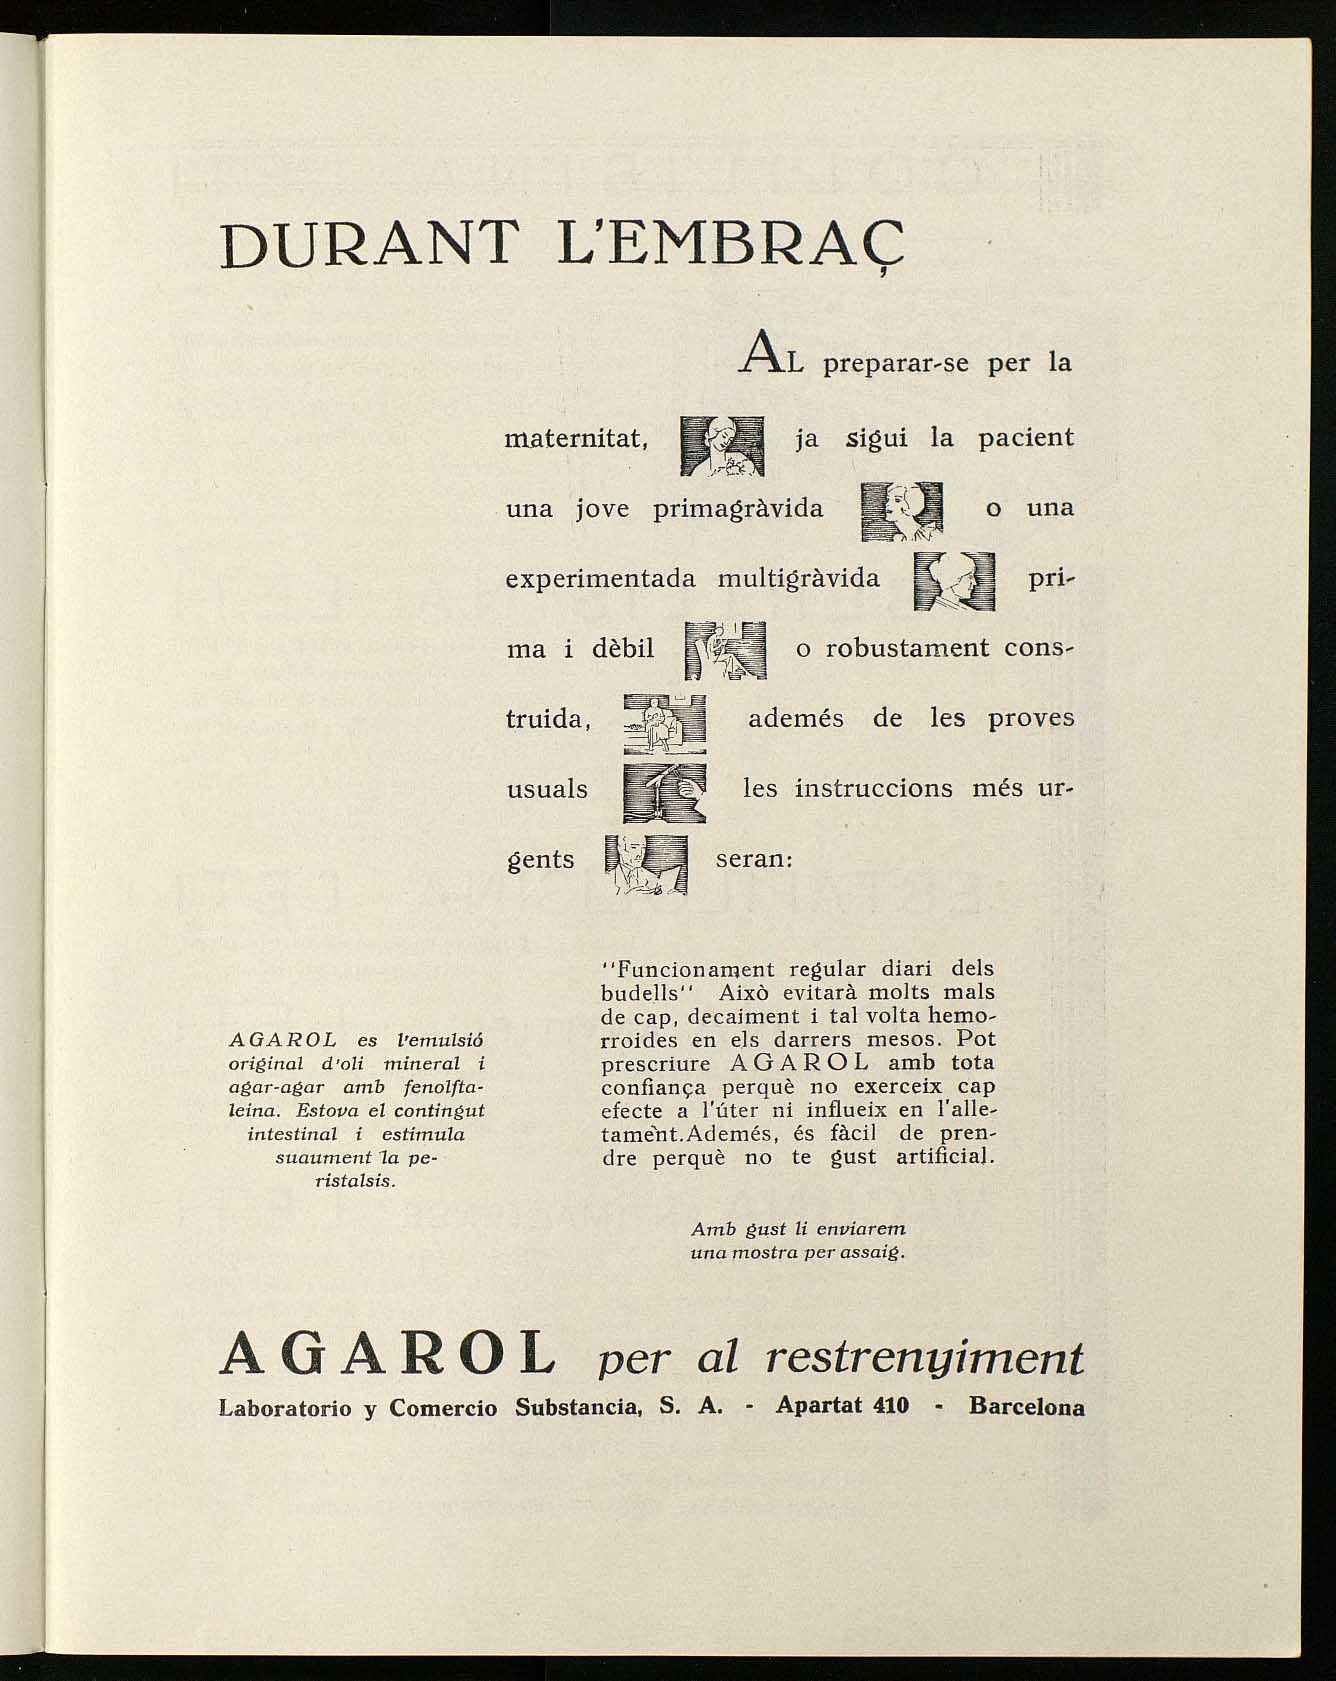 DURANT L'EMBRAÇ
AL preparar-se per la
maternitat, ja sigui la pacient
una jove primagràvida o una
experimentada multigràvida pri-
ma i dèbil o robustament cons-
truida, ademés de les proves
usuals les instruccions més ur-
gents seran:
"Funcionament regular diari dels
budells" Això evitarà molts mals
de cap, decaiment i tal volta hemo-
rroides en els darrers mesos. Pot
prescriure AGAROL amb tota
confiança perquè no exerceix cap
efecte a l'úter ni influeix en l'alle-
tament. Ademés, és fàcil de pren-
dre perquè no te gust artificial.
AGAROL es l'emulsió
original d'oli mineral i
agar-agar amb fenolfta-
leina. Estova el contingut
intestinal i estimula
suaument la pe-
ristalsis.
Amb gust li enviarem
una mostra per assaig.
AGAROL per al restrenyiment
Laboratorio y Comercio Substancia, S. A. - Apartat 410 - Barcelona